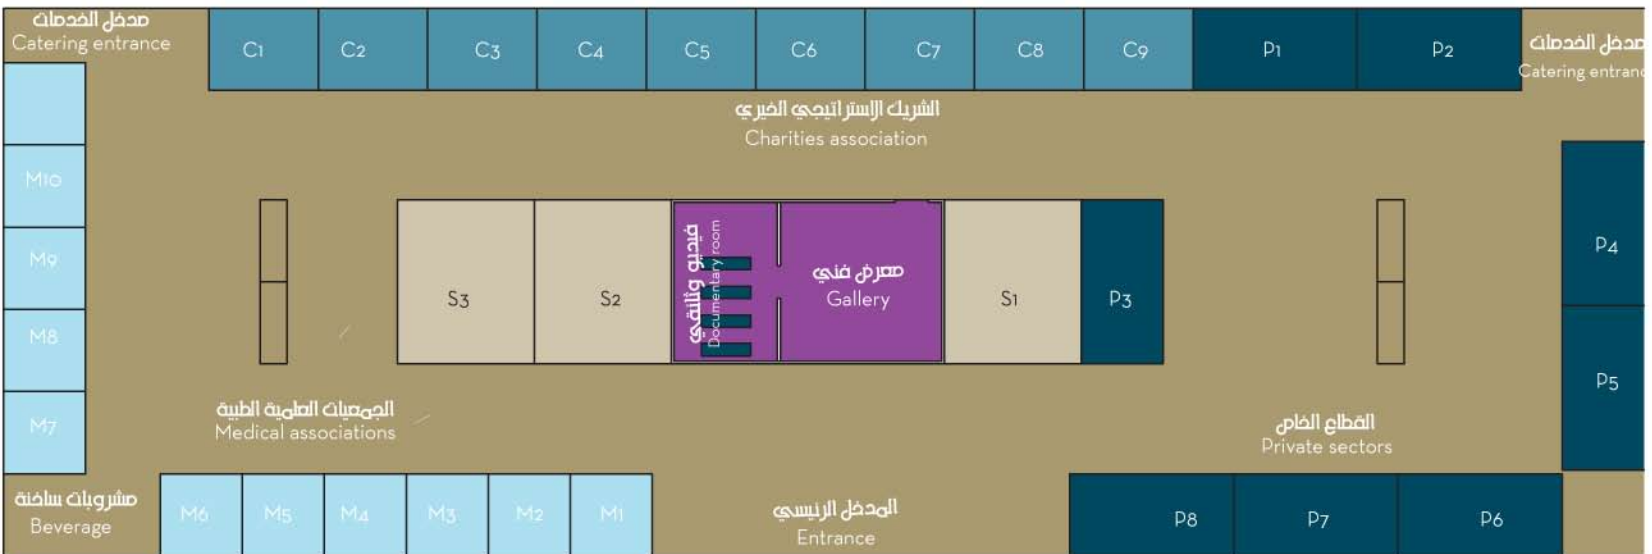 مدخل الخدمات
Catering entrance
C1
C2
C3
C4
C5
C6
C7
C8
C9
P1
P2
مدخل الخدمات
Catering entranc
الشريك الإستراتيجي الخيري
Charities association
M10
M9
M8
M7
S3
S2
فيديو وثائقي
Documentary room
معرض فني
Gallery
S1
P3
P4
P5
الجمعيات العلمية الطبية
Medical associations
القطاع الخاص
Private sectors
مشروبات ساخنة
Beverage
M6
M5
M4
M3
M2
M1
المدخل الرئيسي
Entrance
P8
P7
P6